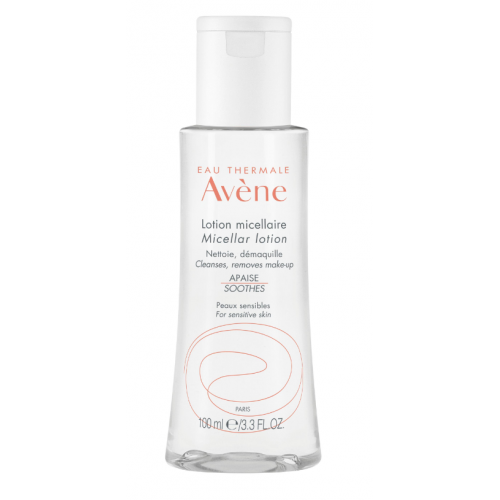 EAU THERMALE
Avène
Lotion micellaire
Micellar lotion
Nettoie, démaquille
Cleanses, removes make-up
APAISE
SOOTHES
Peaux sensibles
For sensitive skin
PARIS
100 ml ℮/3.3 FL.OZ.